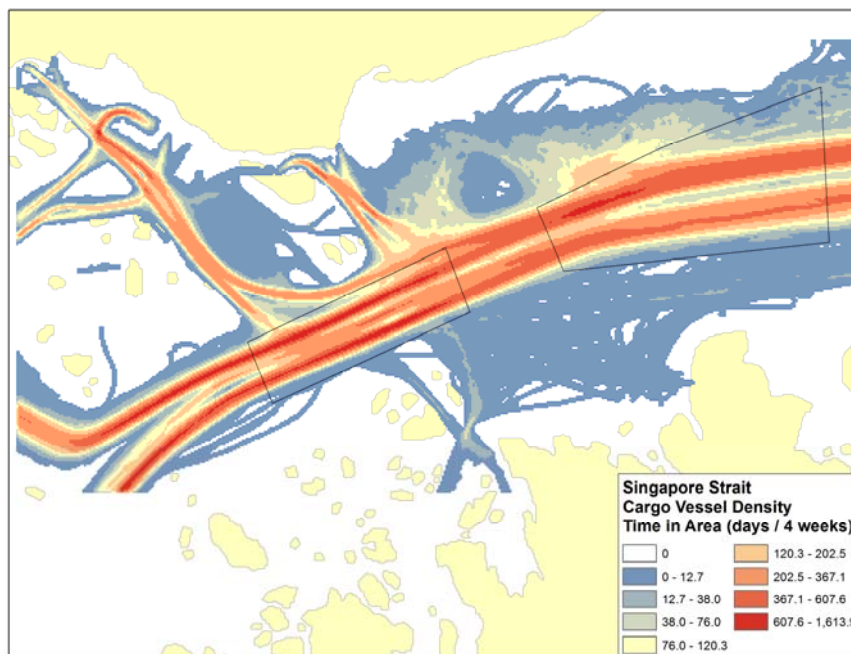 Singapore Strait
Cargo Vessel Density
Time in Area (days / 4 weeks)
0
0 - 12.7
12.7 - 38.0
38.0 - 76.0
76.0 - 120.3
120.3 - 202.5
202.5 - 367.1
367.1 - 607.6
607.6 - 1,613.9